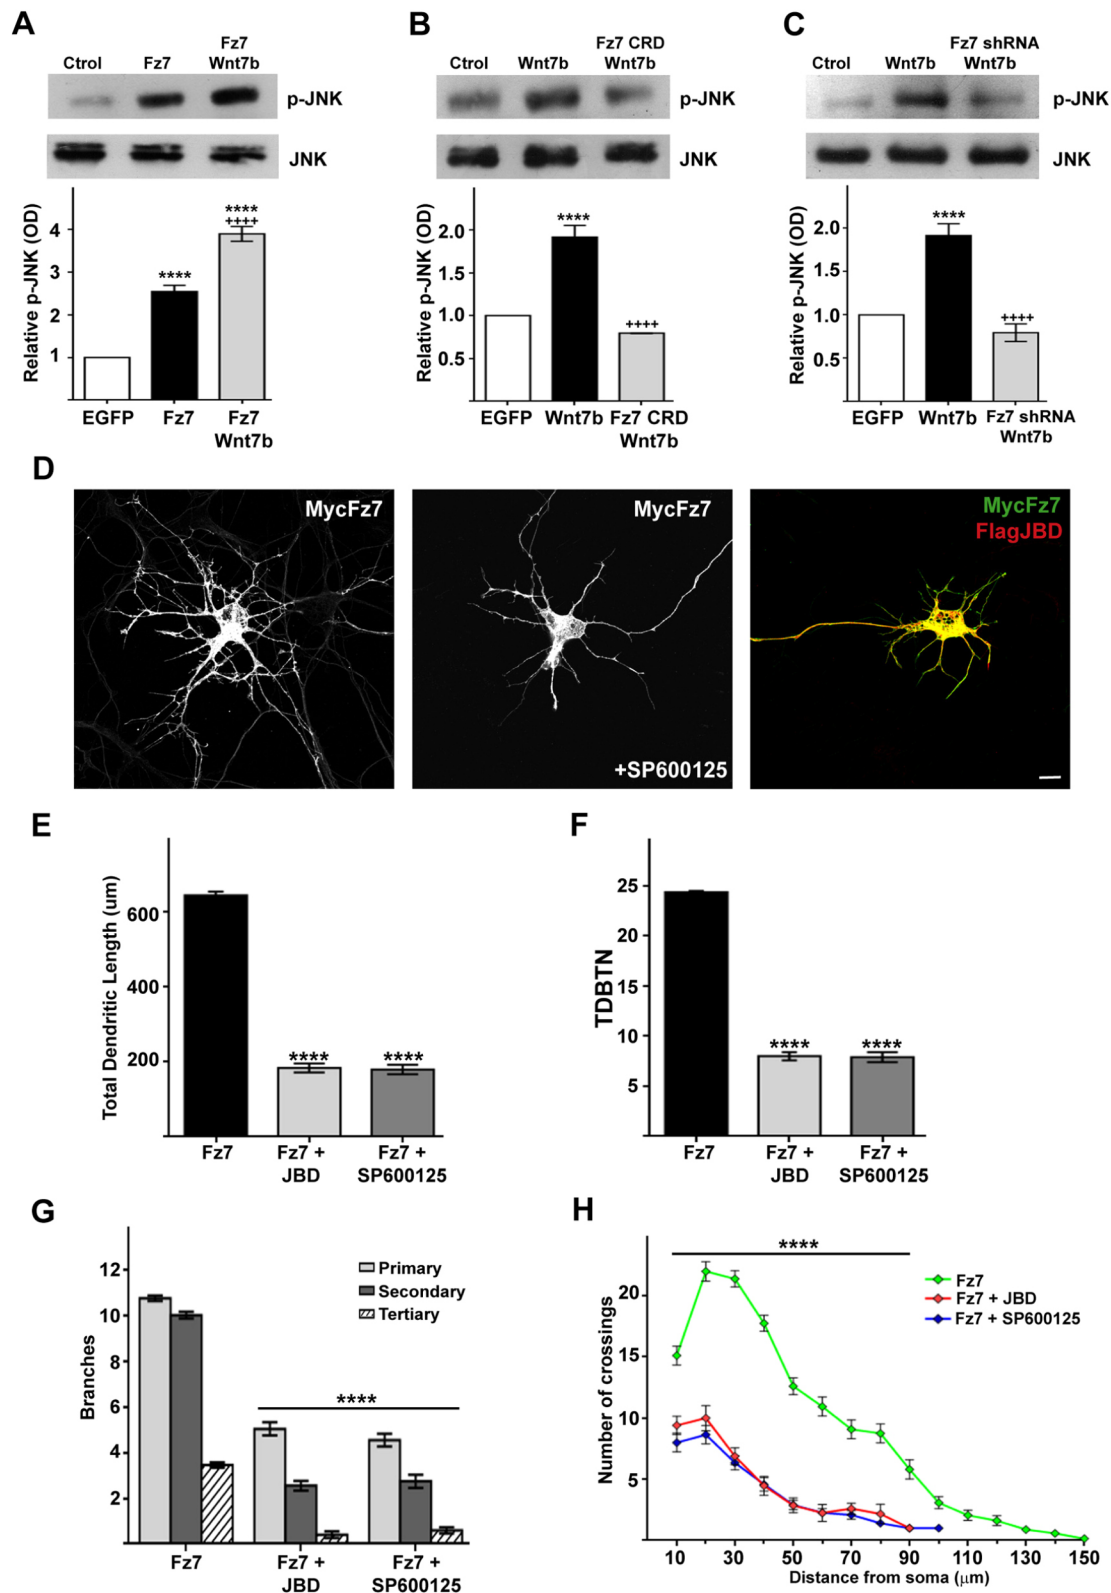 A
Ctrol Fz7 Fz7 Wnt7b
p-JNK
JNK
Relative p-JNK (OD)
4
3
2
1
****
****
++++
EGFP Fz7 Fz7 Wnt7b
B
Ctrol Wnt7b Fz7 CRD Wnt7b
p-JNK
JNK
Relative p-JNK (OD)
2.0
1.5
1.0
0.5
****
++++
EGFP Wnt7b Fz7 CRD Wnt7b
C
Ctrol Wnt7b Fz7 shRNA Wnt7b
p-JNK
JNK
Relative p-JNK (OD)
2.0
1.5
1.0
0.5
****
++++
EGFP Wnt7b Fz7 shRNA Wnt7b
D
MycFz7
MycFz7
+SP600125
MycFz7
FlagJBD
E
Total Dendritic Length (um)
600
400
200
****
****
Fz7 Fz7 + JBD Fz7 + SP600125
F
TDBTN
25
20
15
10
5
****
****
Fz7 Fz7 + JBD Fz7 + SP600125
G
Branches
12
10
8
6
4
2
Primary
Secondary
Tertiary
****
Fz7 Fz7 + JBD Fz7 + SP600125
H
Number of crossings
20
15
10
5
****
Fz7
Fz7 + JBD
Fz7 + SP600125
10 30 50 70 90 110 130 150
Distance from soma (μm)